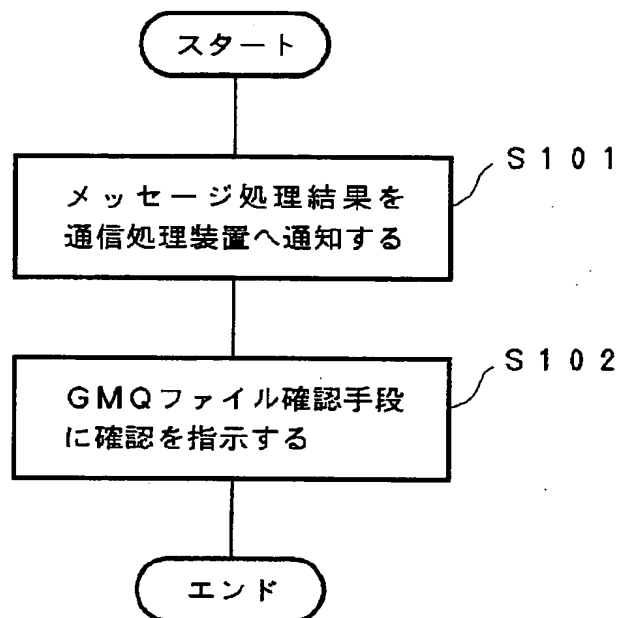 スタート
S101
メッセージ処理結果を
通信処理装置へ通知する
S102
GMQファイル確認手段
に確認を指示する
エンド